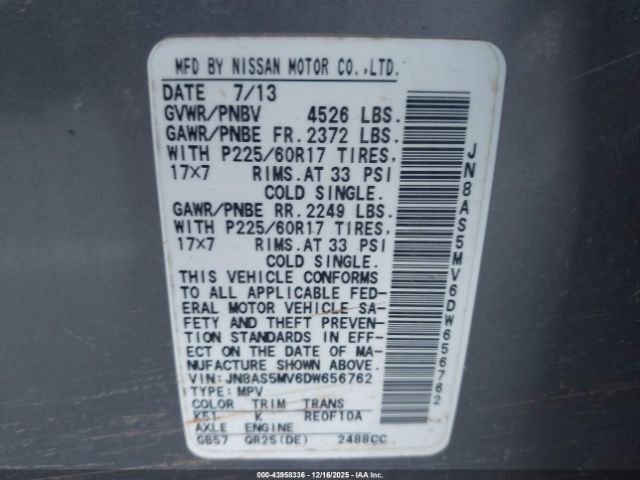 MFD BY NISSAN MOTOR CO.,LTD.
DATE 7/13
GVWR/PNBV 4526 LBS.
GAWR/PNBE FR. 2372 LBS.
WITH P225/60R17 TIRES,
17×7 RIMS. AT 33 PSI
COLD SINGLE.
GAWR/PNBE RR. 2249 LBS.
WITH P225/60R17 TIRES,
17×7 RIMS. AT 33 PSI
COLD SINGLE.
THIS VEHICLE CONFORMS
TO ALL APPLICABLE FED-
ERAL MOTOR VEHICLE SA-
FETY AND THEFT PREVEN-
TION STANDARDS IN EFF-
ECT ON THE DATE OF MA-
NUFACTURE SHOWN ABOVE.
VIN: JN8AS5MV6DW656762
TYPE: MPV
COLOR TRIM TRANS
K51 K RE0F10A
AXLE ENGINE
GB57 QR25(DE) 2488CC
JN8AS5MV6DW656762
© IAA-43958336 - 12/16/2025 - IAAI.COM